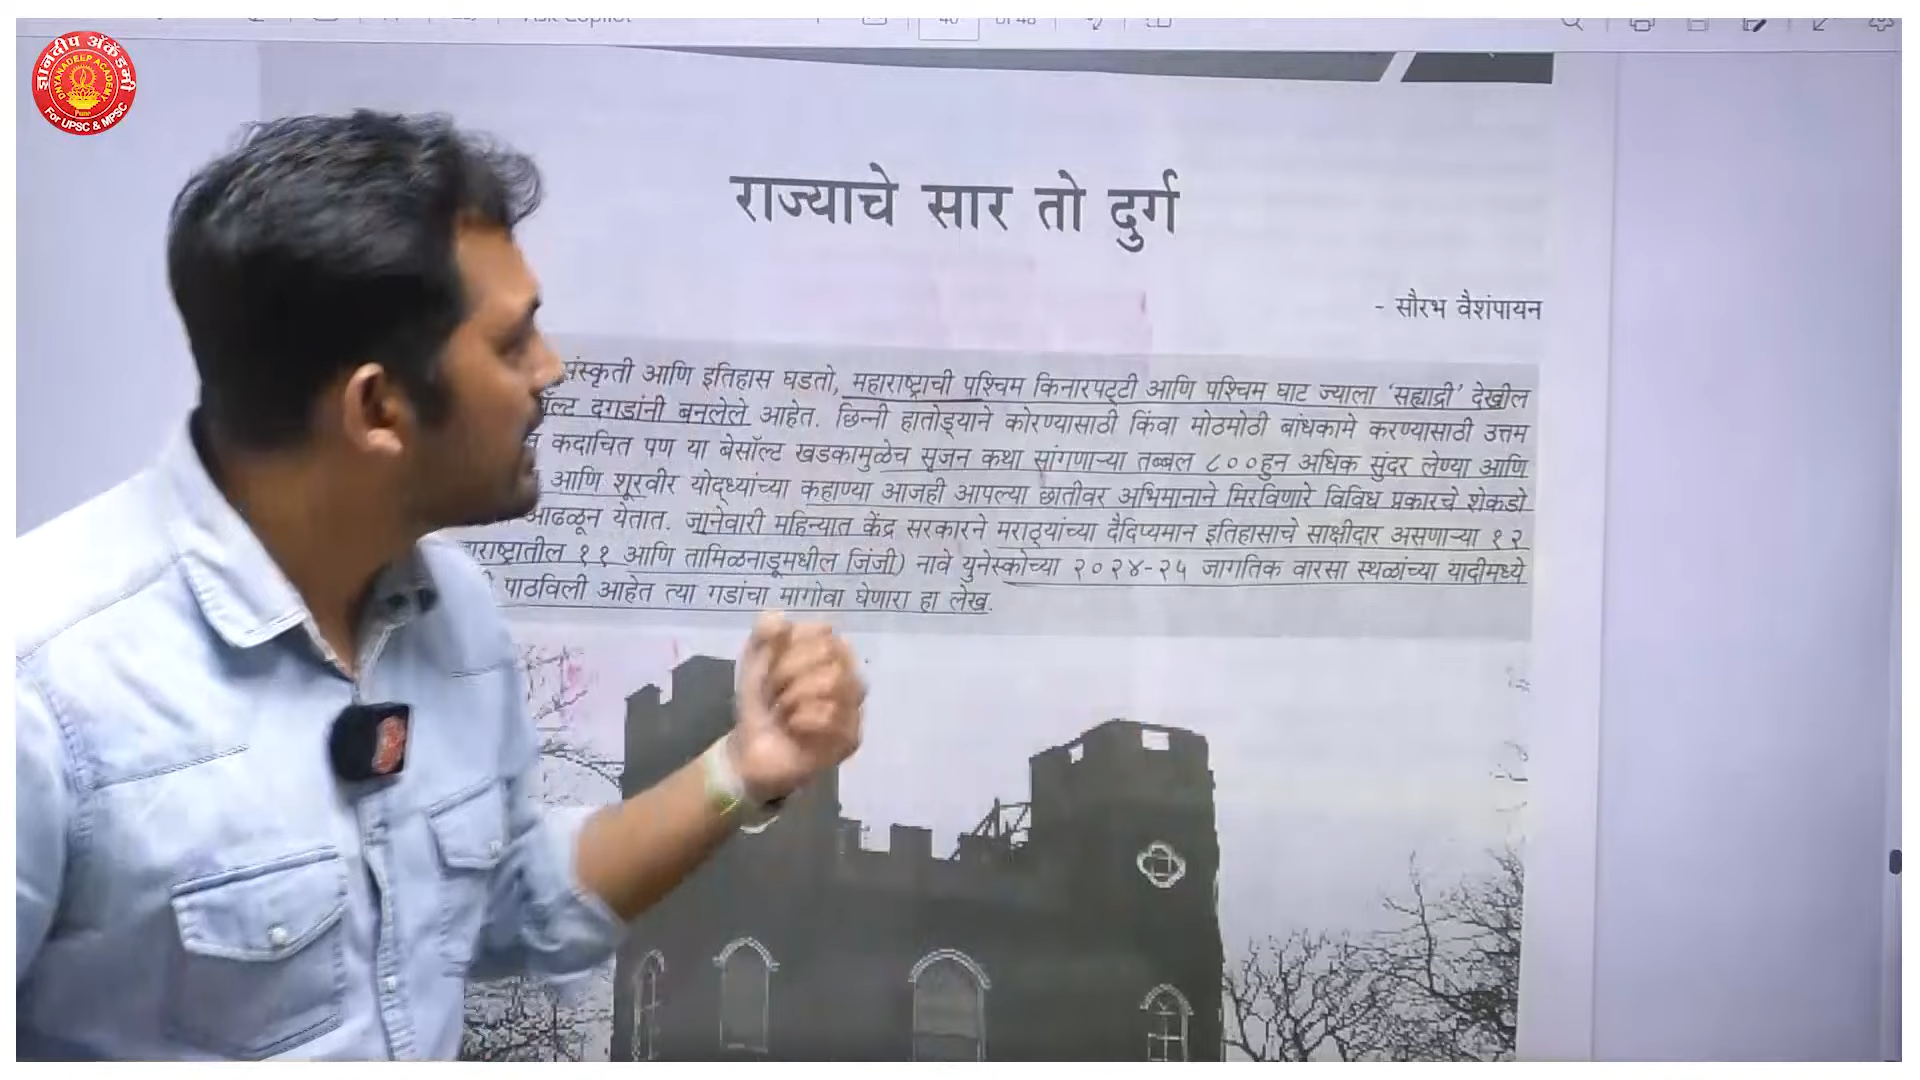 ज्ञानदीप अ‍ॅकॅडमी
DNYANADEEP ACADEMY
Pune
For UPSC & MPSC
राज्याचे सार तो दुर्ग
- सौरभ वैशंपायन
संस्कृती आणि इतिहास घडतो, महाराष्ट्राची पश्चिम किनारपट्टी आणि पश्चिम घाट ज्याला ‘सह्याद्री’ देखील
दगडांनी बनलेले आहेत. छिन्नी हातोड्याने कोरण्यासाठी किंवा मोठमोठी बांधकामे करण्यासाठी उत्तम
कदाचित पण या बेसॉल्ट खडकामुळेच सृजन कथा सांगणाऱ्या तब्बल ८००हुन अधिक सुंदर लेण्या आणि
आणि शूरवीर योद्ध्यांच्या कहाण्या आजही आपल्या छातीवर अभिमानाने मिरविणारे विविध प्रकारचे शेकडो
आढळून येतात. जानेवारी महिन्यात केंद्र सरकारने मराठ्यांच्या दैदिप्यमान इतिहासाचे साक्षीदार असणाऱ्या १२
११ आणि तामिळनाडूमधील जिंजी) नावे युनेस्कोच्या २०२४-२५ जागतिक वारसा स्थळांच्या यादीमध्ये
पाठविली आहेत त्या गडांचा मागोवा घेणारा हा लेख.